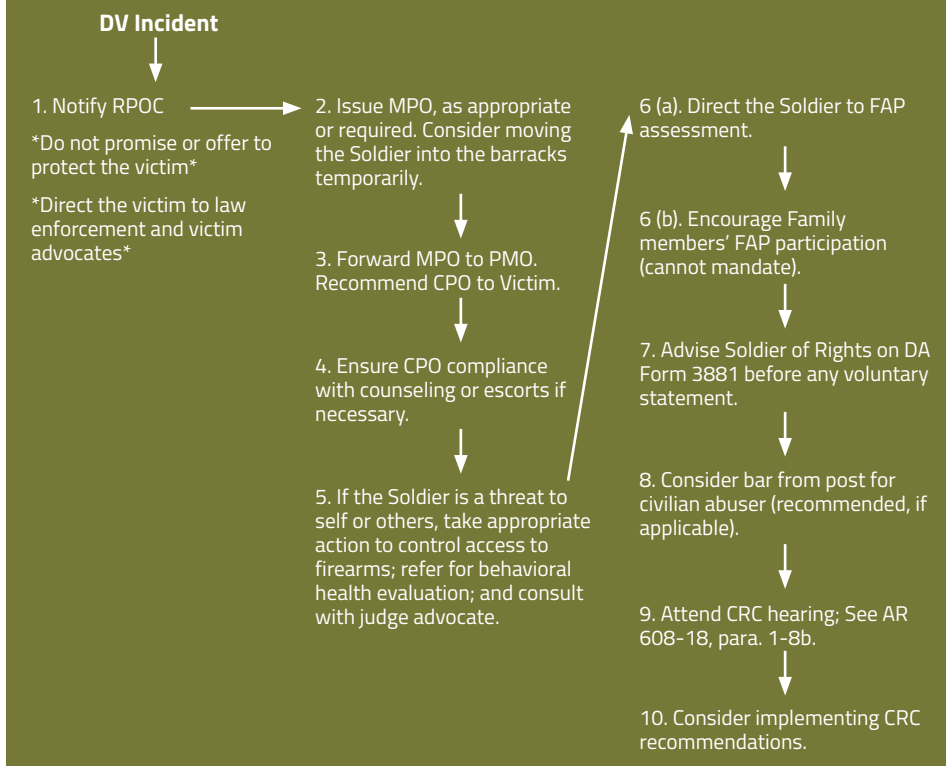 DV Incident
1. Notify RPOC
*Do not promise or offer to
protect the victim*
*Direct the victim to law
enforcement and victim
advocates*
2. Issue MPO, as appropriate
or required. Consider moving
the Soldier into the barracks
temporarily.
3. Forward MPO to PMO.
Recommend CPO to Victim.
4. Ensure CPO compliance
with counseling or escorts if
necessary.
5. If the Soldier is a threat to
self or others, take appropriate
action to control access to
firearms; refer for behavioral
health evaluation; and consult
with judge advocate.
6 (a). Direct the Soldier to FAP
assessment.
6 (b). Encourage Family
members’ FAP participation
(cannot mandate).
7. Advise Soldier of Rights on DA
Form 3881 before any voluntary
statement.
8. Consider bar from post for
civilian abuser (recommended, if
applicable).
9. Attend CRC hearing; See AR
608-18, para. 1-8b.
10. Consider implementing CRC
recommendations.